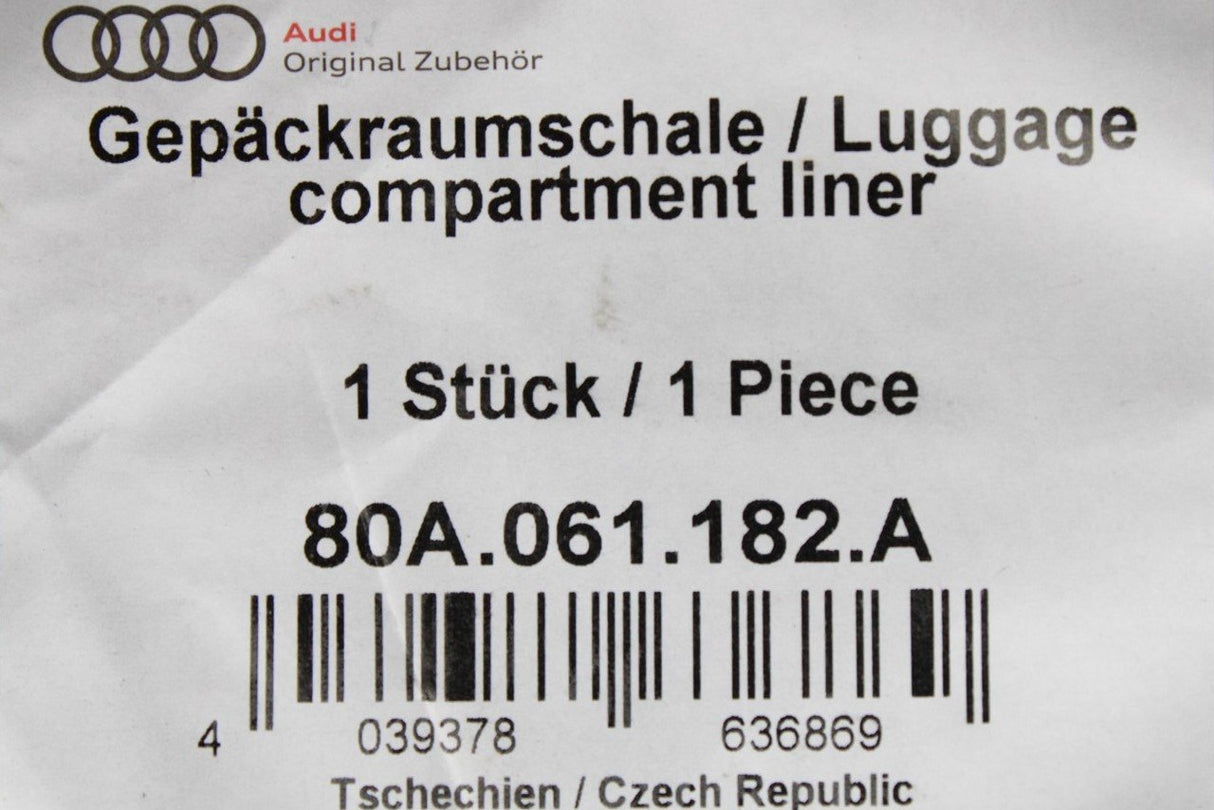 Audi
Original Zubehör
Gepäckraumschale / Luggage
compartment liner
1 Stück / 1 Piece
80A.061.182.A
4 039378 636869
Tschechien / Czech Republic